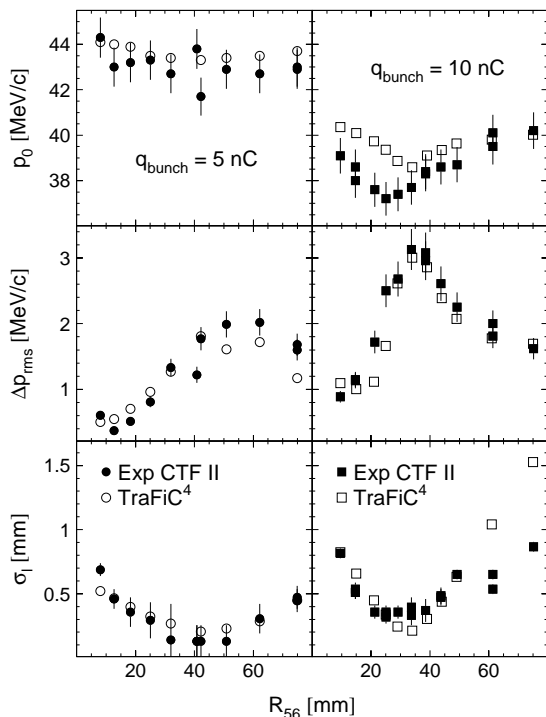 44
42
40
38
p0 [MeV/c]
qbunch = 5 nC
qbunch = 10 nC
3
2
1
Δprms [MeV/c]
1.5
1
0.5
σl [mm]
Exp CTF II
TraFiC4
Exp CTF II
TraFiC4
20 40 60 80
20 40 60 80
R56 [mm]